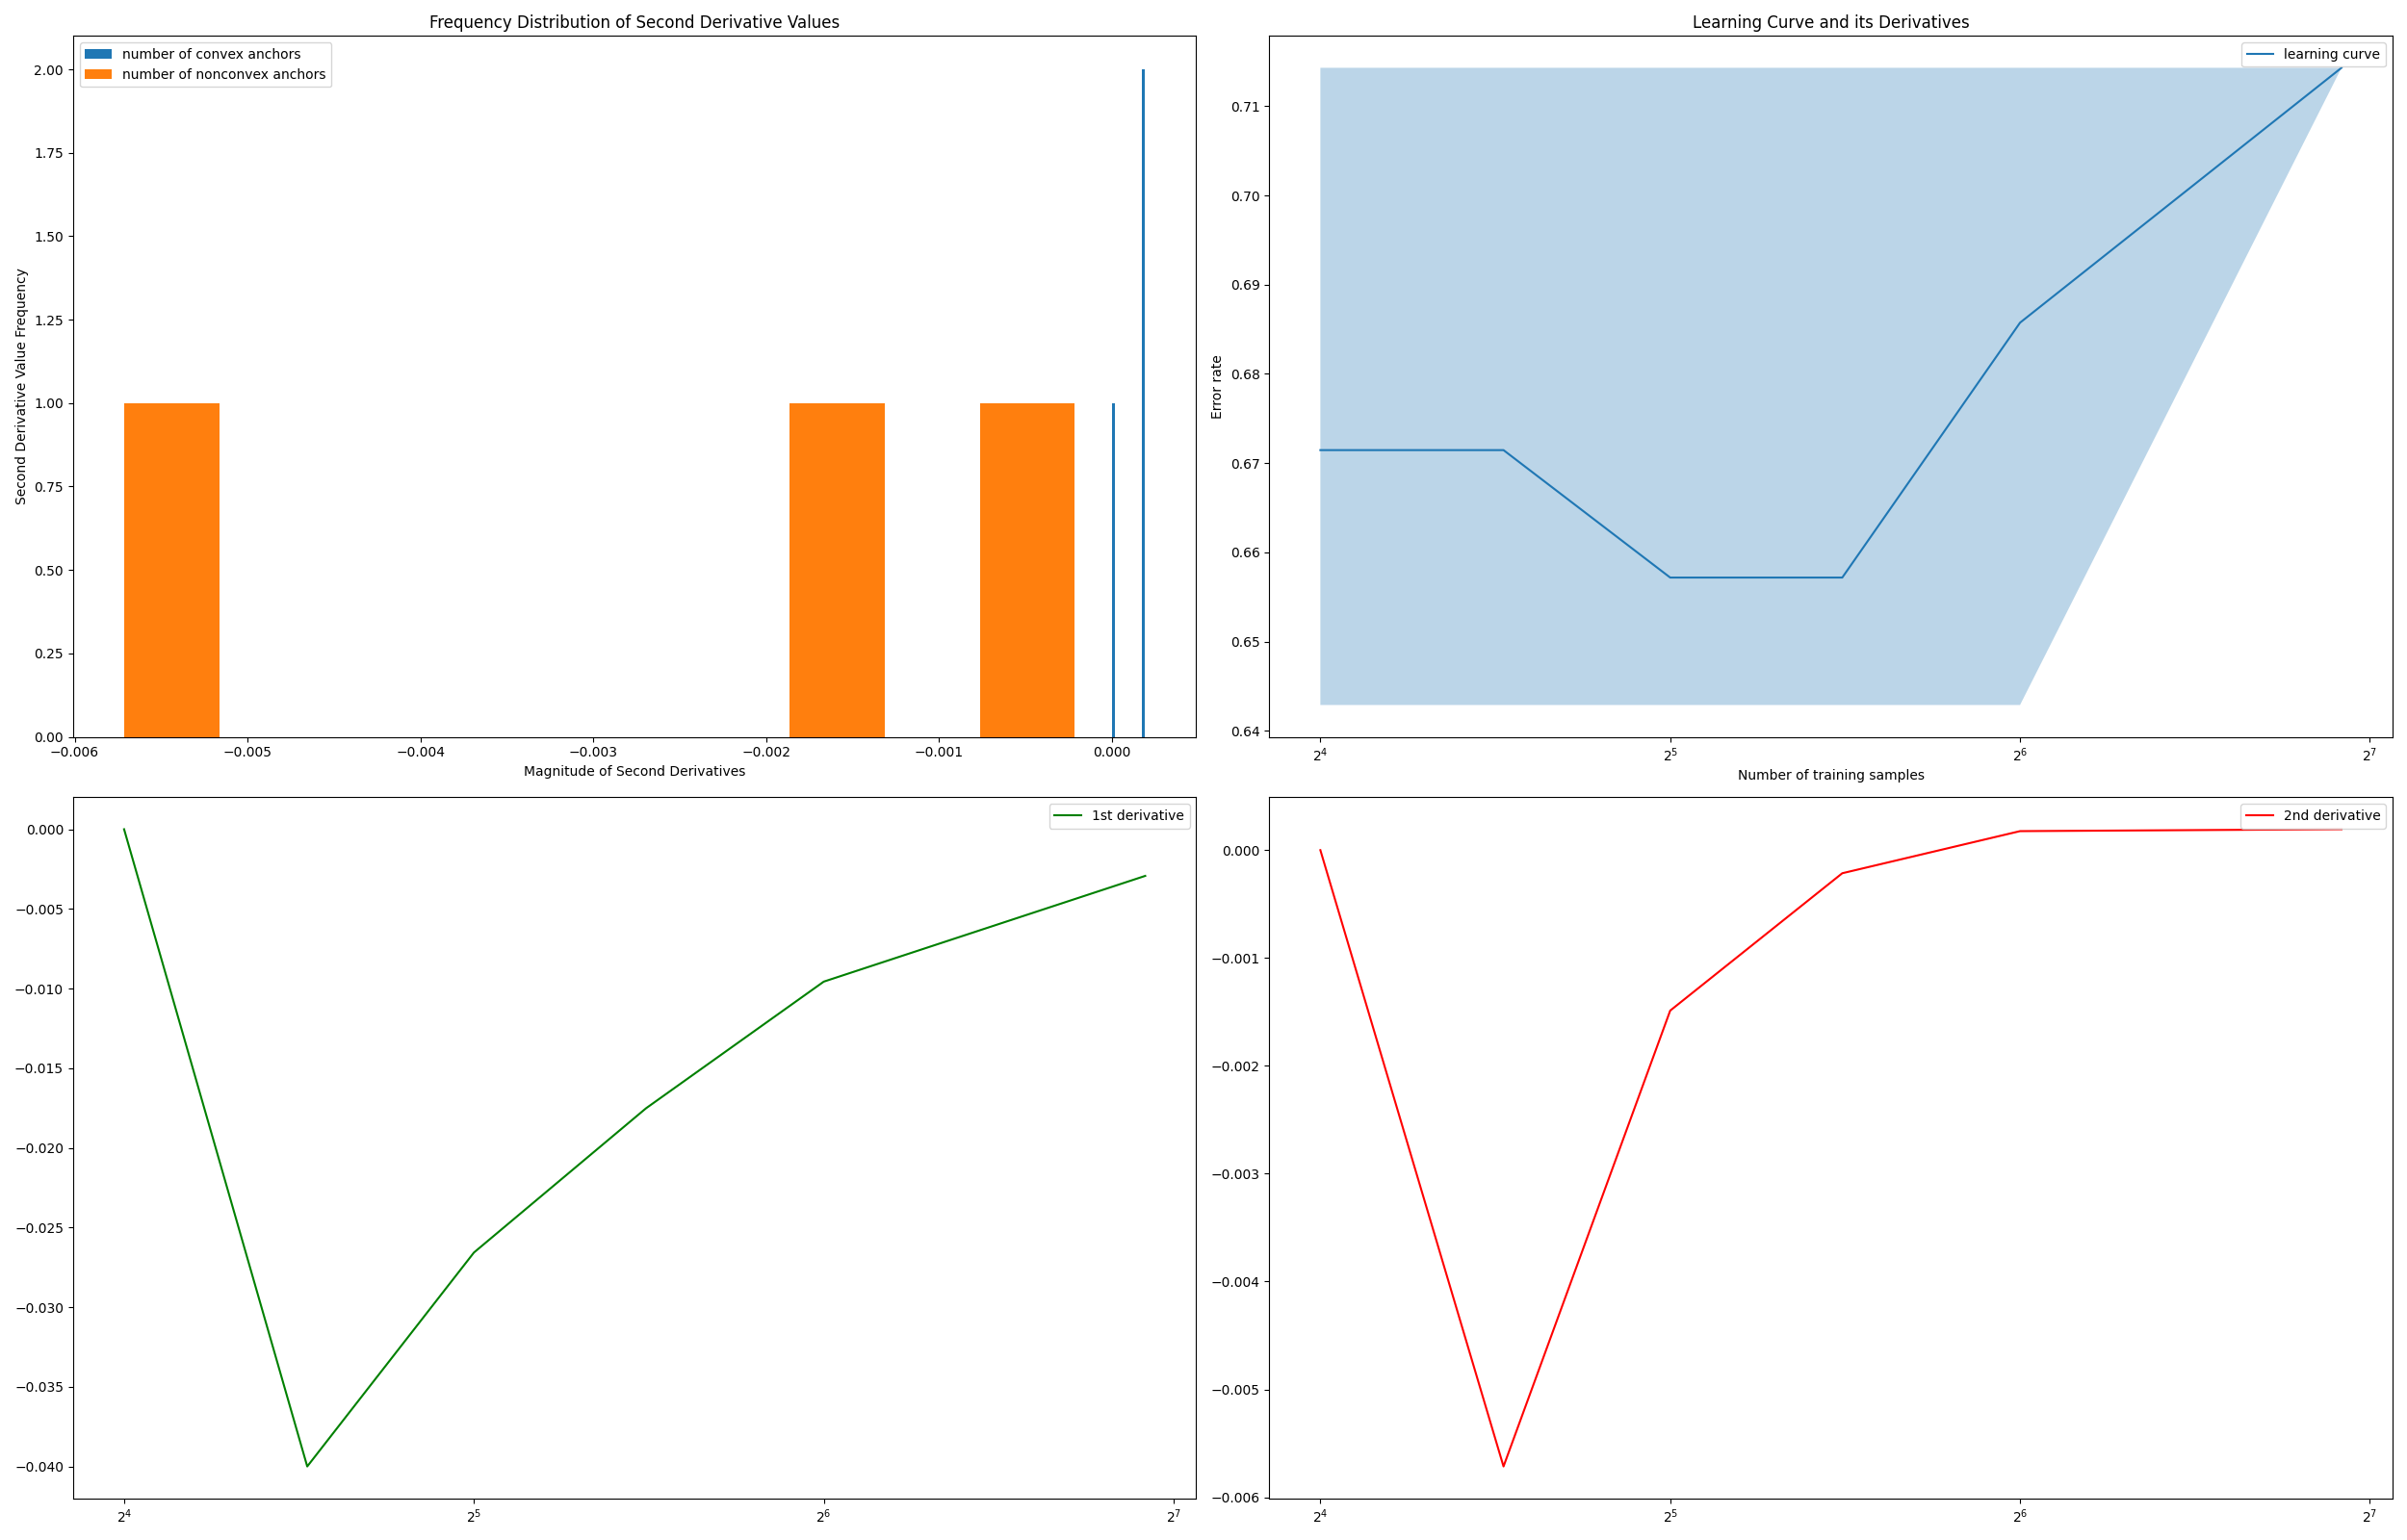 Frequency Distribution of Second Derivative Values
number of convex anchors
number of nonconvex anchors
2.00
1.75
1.50
1.25
1.00
0.75
0.50
0.25
0.00
Second Derivative Value Frequency
−0.006 −0.005 −0.004 −0.003 −0.002 −0.001 0.000
Magnitude of Second Derivatives
Learning Curve and its Derivatives
learning curve
0.71
0.70
0.69
0.68
0.67
0.66
0.65
0.64
Error rate
2^4 2^5 2^6 2^7
Number of training samples
1st derivative
0.000
−0.005
−0.010
−0.015
−0.020
−0.025
−0.030
−0.035
−0.040
2^4 2^5 2^6 2^7
2nd derivative
0.000
−0.001
−0.002
−0.003
−0.004
−0.005
−0.006
2^4 2^5 2^6 2^7